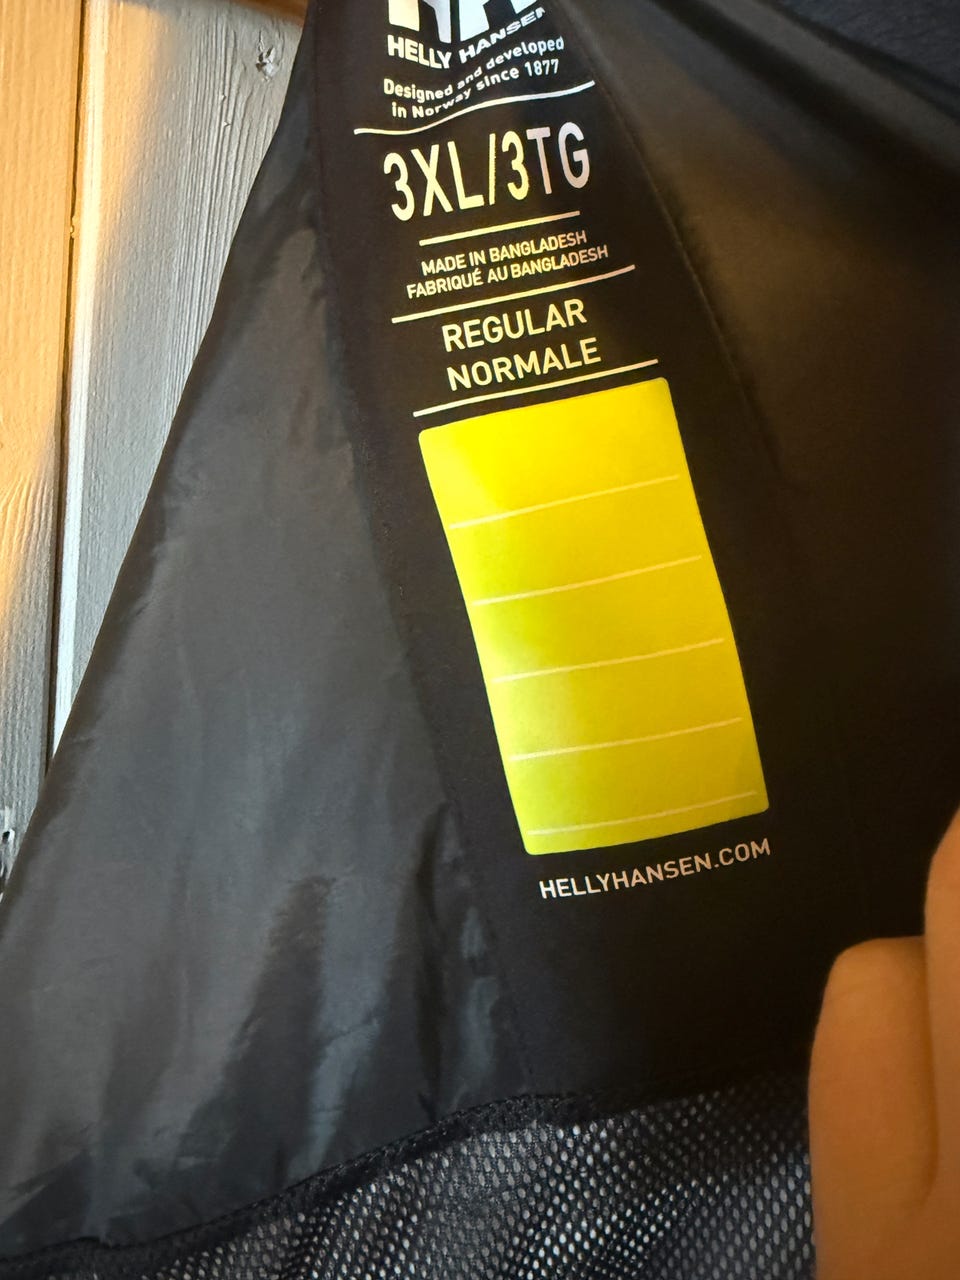 HELLY HANSEN
Designed and developed
in Norway since 1877
3XL/3TG
MADE IN BANGLADESH
FABRIQUÉ AU BANGLADESH
REGULAR
NORMALE
HELLYHANSEN.COM